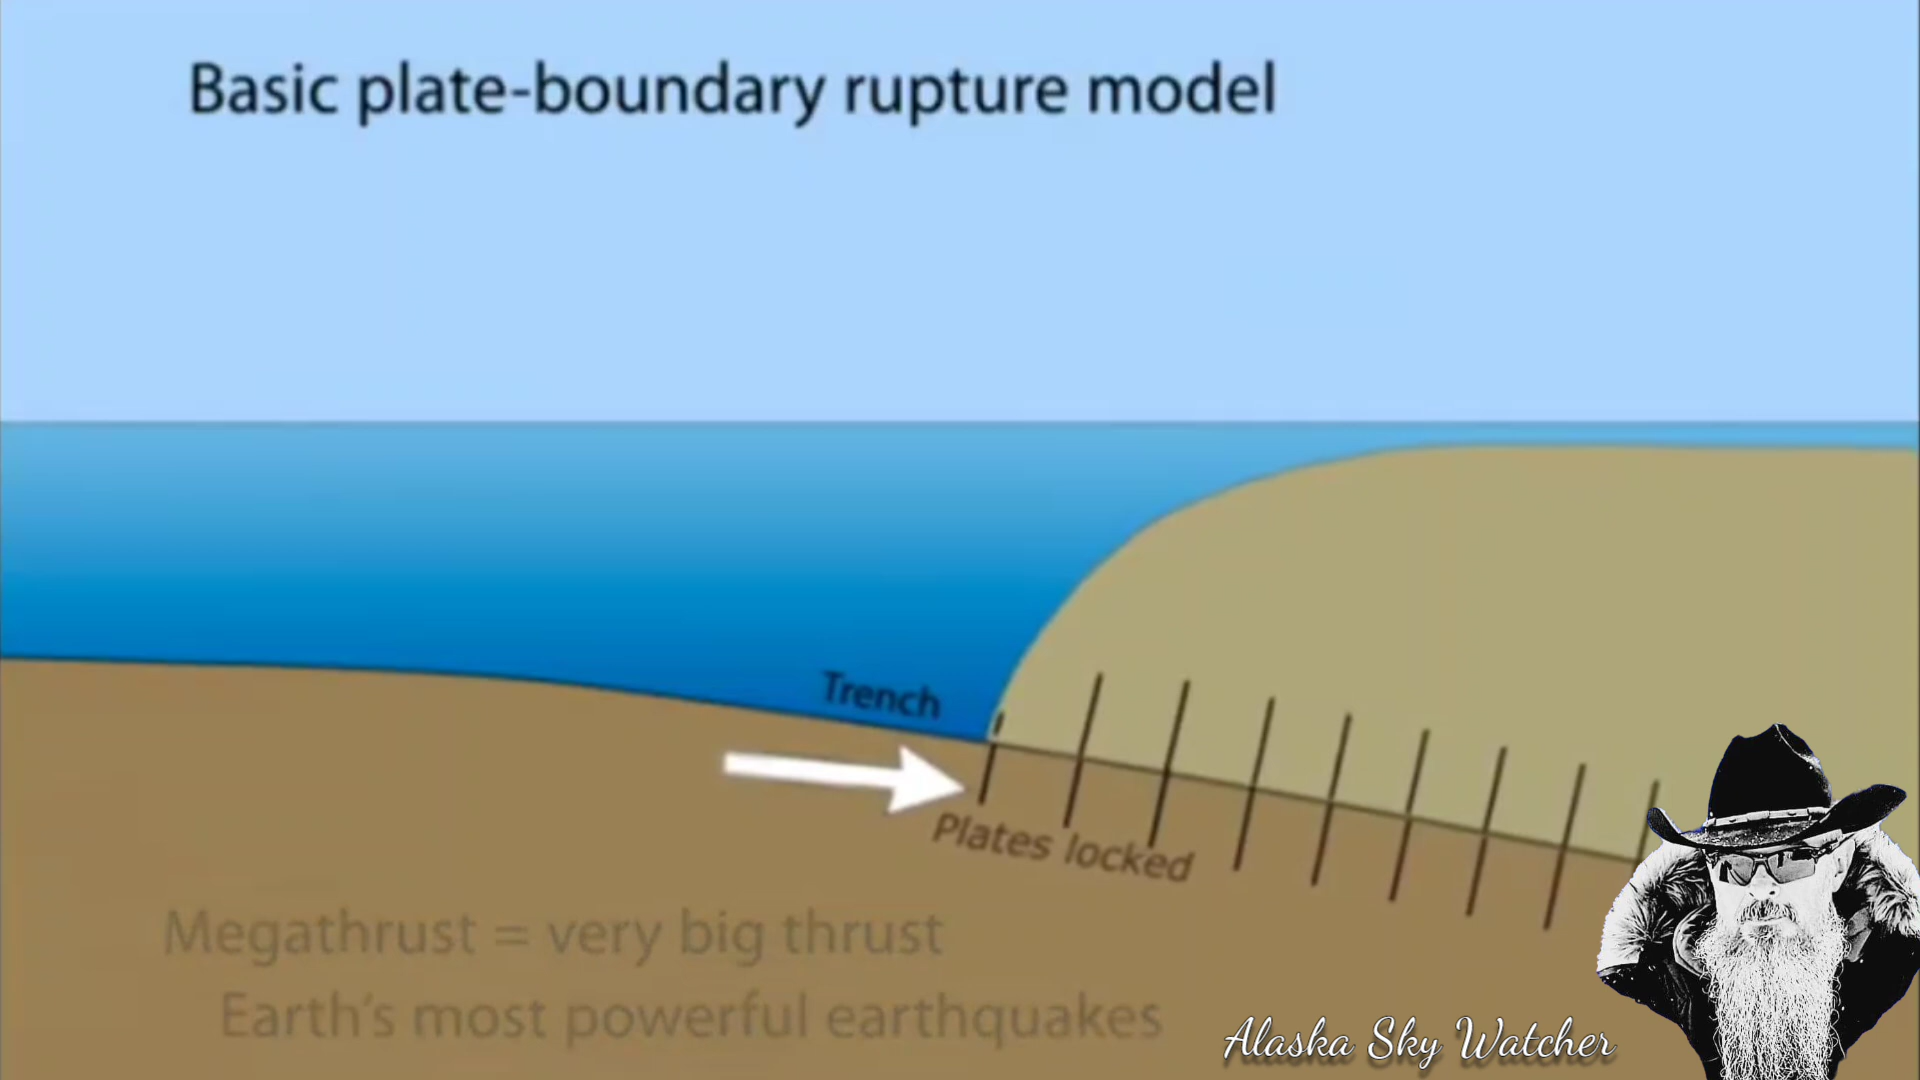 Basic plate-boundary rupture model
Trench
Plates locked
Megathrust = very big thrust
Earth's most powerful earthquakes
Alaska Sky Watcher